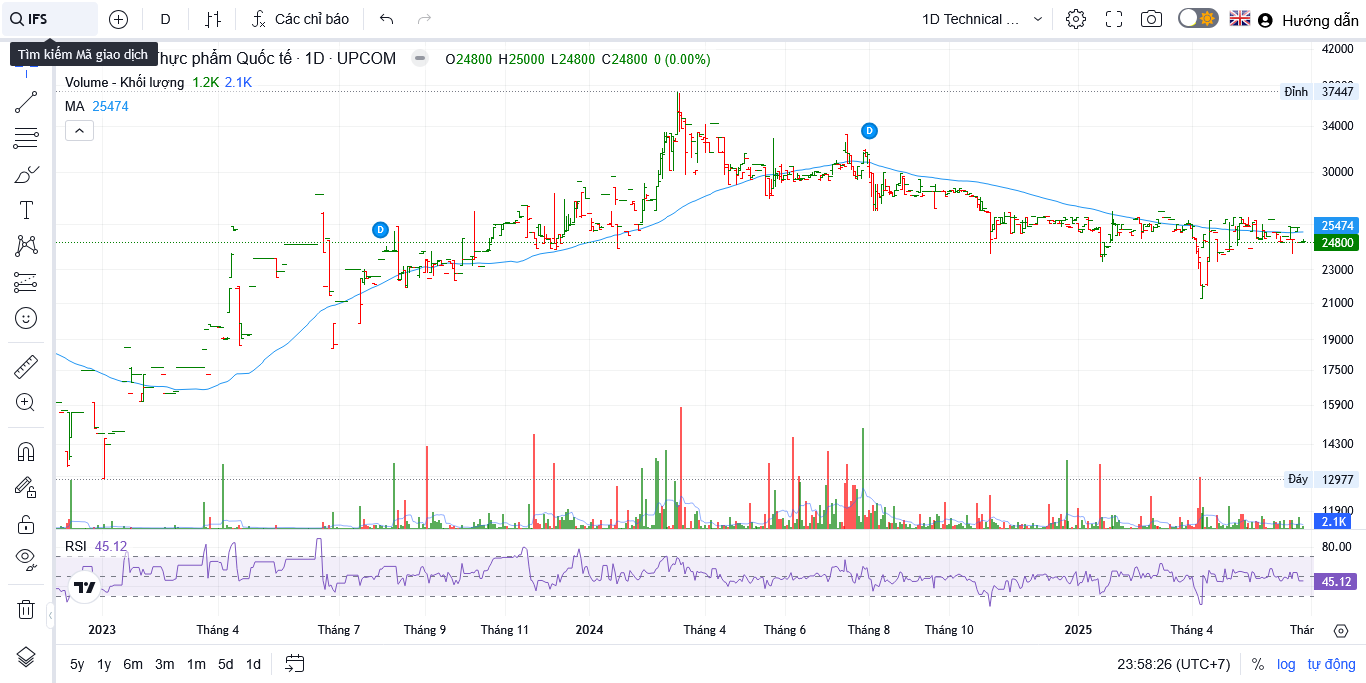 IFS
D
Các chỉ báo
1D Technical ...
Hướng dẫn
Tìm kiếm Mã giao dịch
Thực phẩm Quốc tế · 1D · UPCOM
O24800 H25000 L24800 C24800 0 (0.00%)
Volume - Khối lượng 1.2K 2.1K
MA 25474
42000
Đỉnh 37447
34000
30000
25474
24800
23000
21000
19000
17500
15900
14300
Đáy 12977
11900
2.1K
D
D
RSI 45.12
80.00
45.12
2023 Tháng 4 Tháng 7 Tháng 9 Tháng 11 2024 Tháng 4 Tháng 6 Tháng 8 Tháng 10 2025 Tháng 4 Thár
5y 1y 6m 3m 1m 5d 1d
23:58:26 (UTC+7) % log tự động